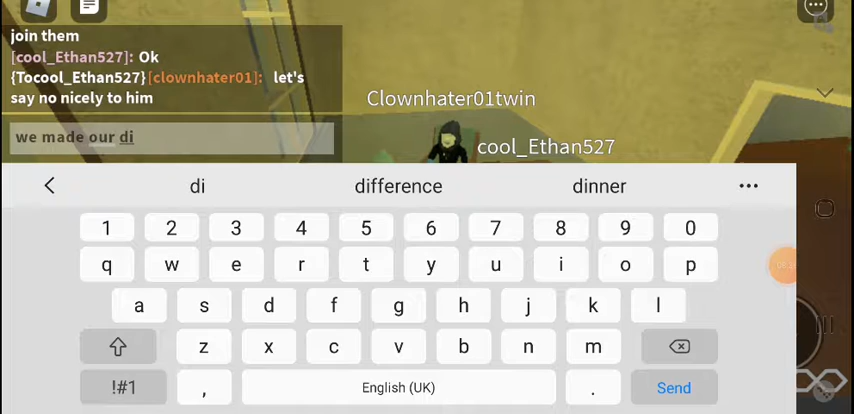 join them
[cool_Ethan527]: Ok
{Tocool_Ethan527}[clownhater01]: let's
say no nicely to him
Clownhater01twin
we made our di
cool_Ethan527
di difference dinner •••
1 2 3 4 5 6 7 8 9 0
q w e r t y u i o p
a s d f g h j k l
z x c v b n m
!#1 , English (UK) . Send